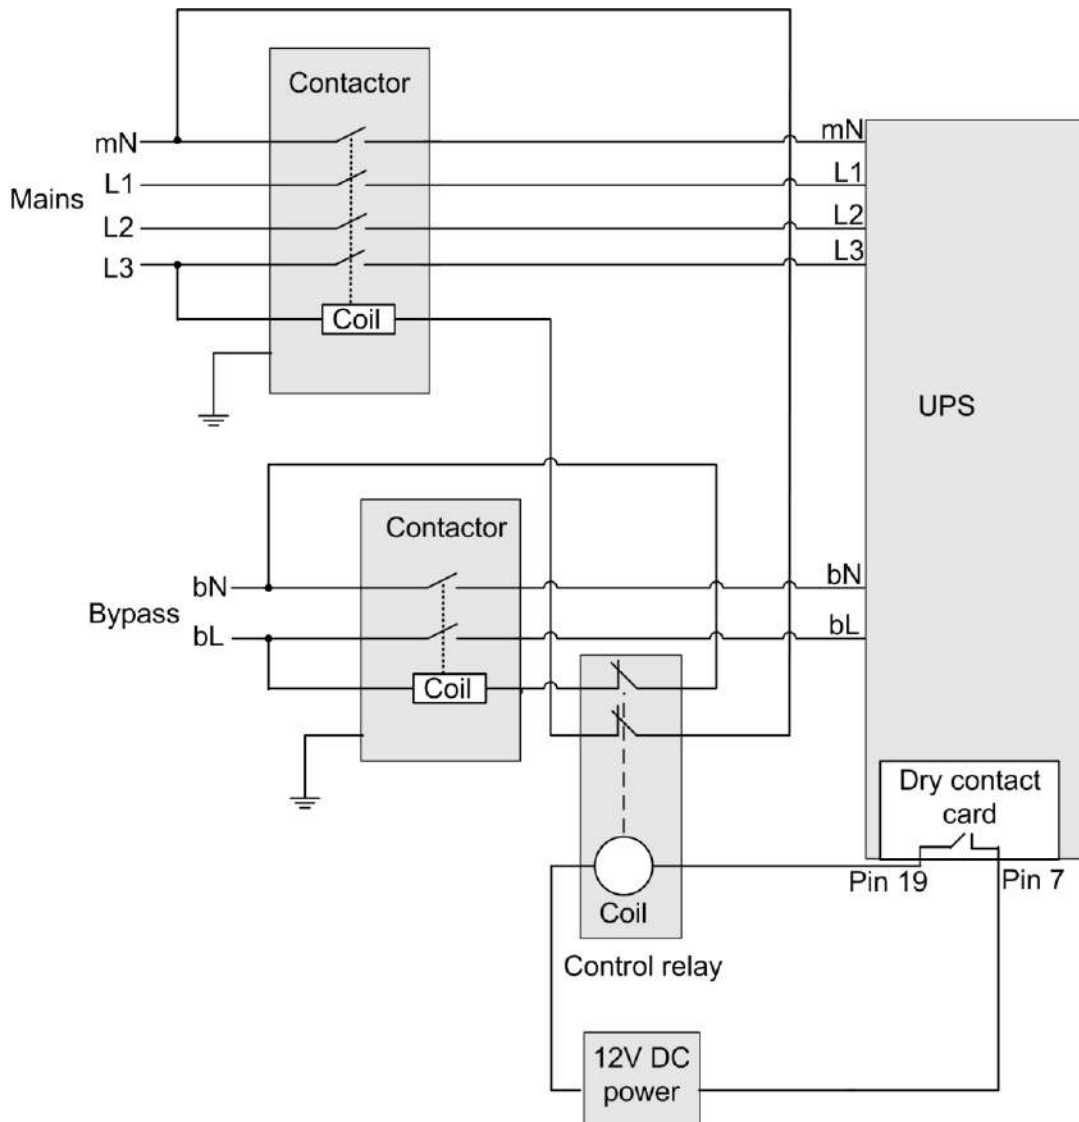 Contactor
mN
mN
L1
L1
Mains
L2
L2
L3
L3
Coil
UPS
Contactor
bN
bN
Bypass
bL
bL
Coil
Dry contact
card
Pin 19
Pin 7
Coil
Control relay
12V DC
power